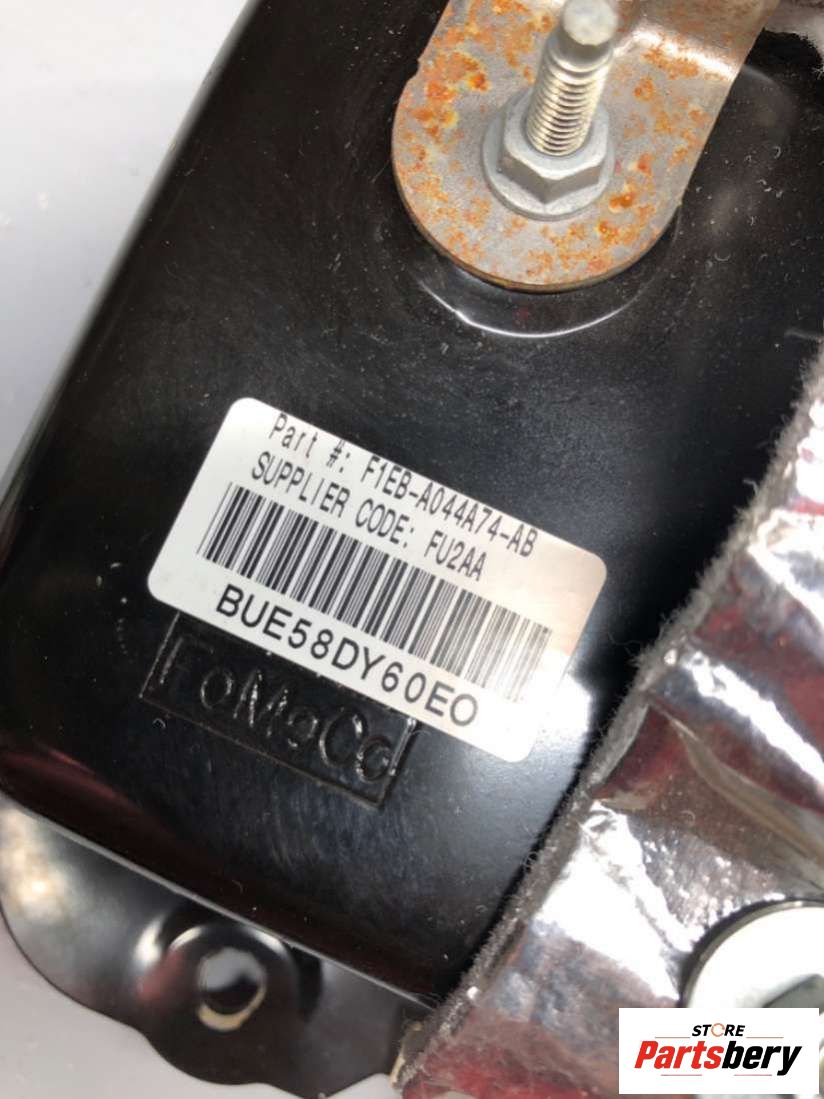 Part #: F1EB-A044A74-AB
SUPPLIER CODE: FU2AA
BUE58DY60EO
FoMoCo
STORE
Partsbery